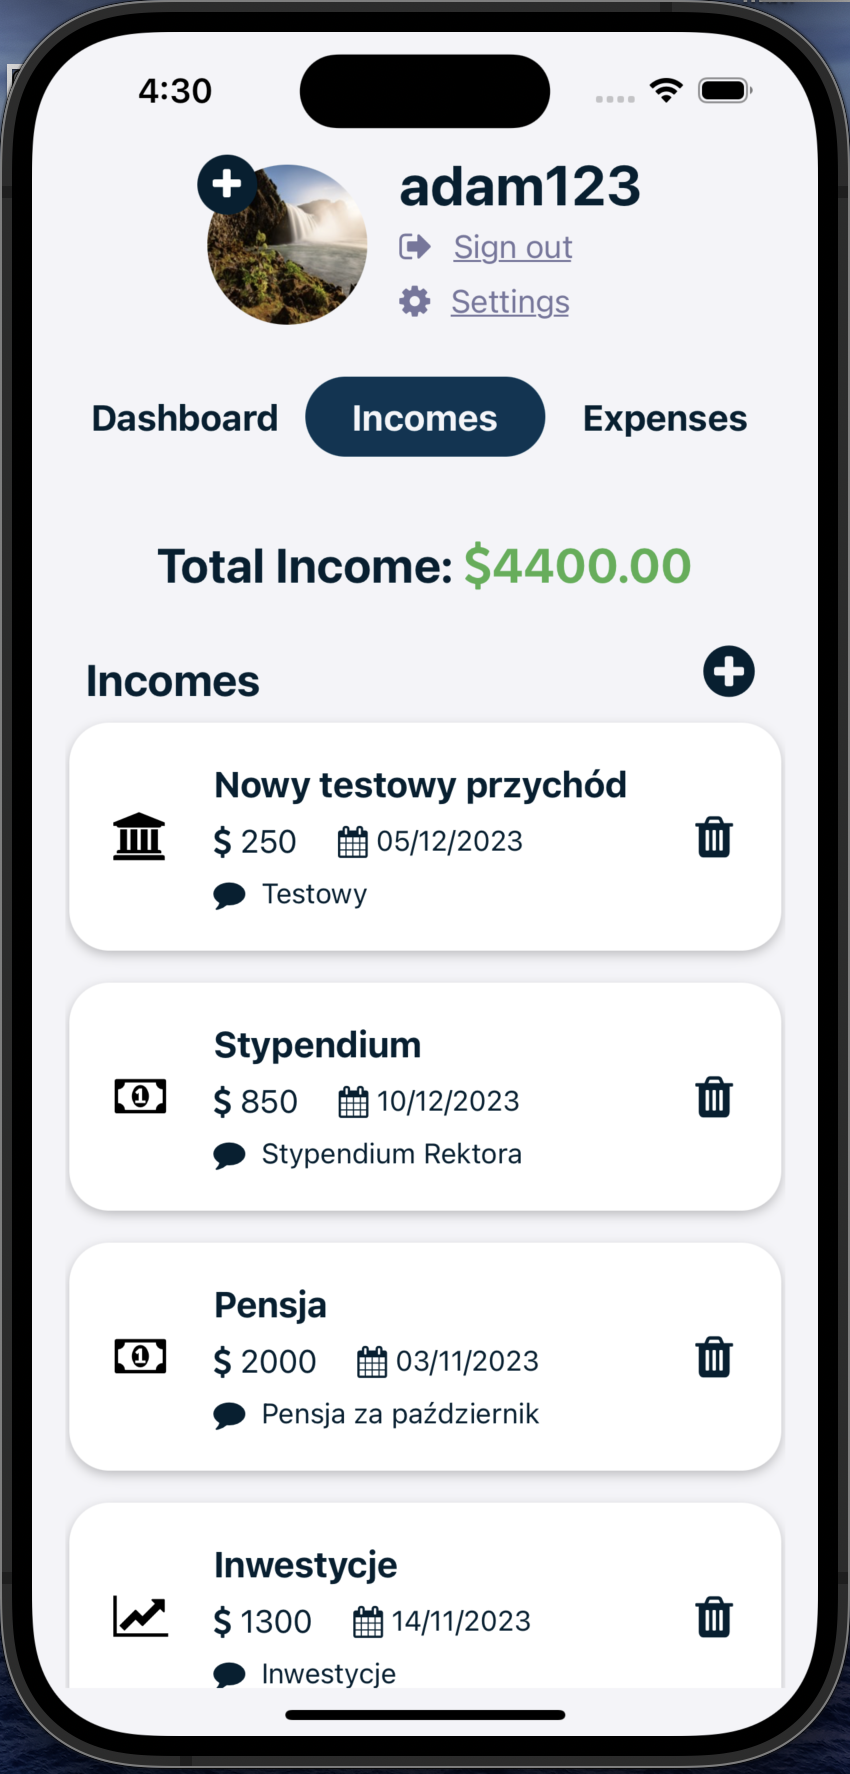 4:30
adam123
Sign out
Settings
Dashboard Incomes Expenses
Total Income: $4400.00
Incomes
Nowy testowy przychód
$ 250 05/12/2023
Testowy
Stypendium
$ 850 10/12/2023
Stypendium Rektora
Pensja
$ 2000 03/11/2023
Pensja za październik
Inwestycje
$ 1300 14/11/2023
Inwestycje